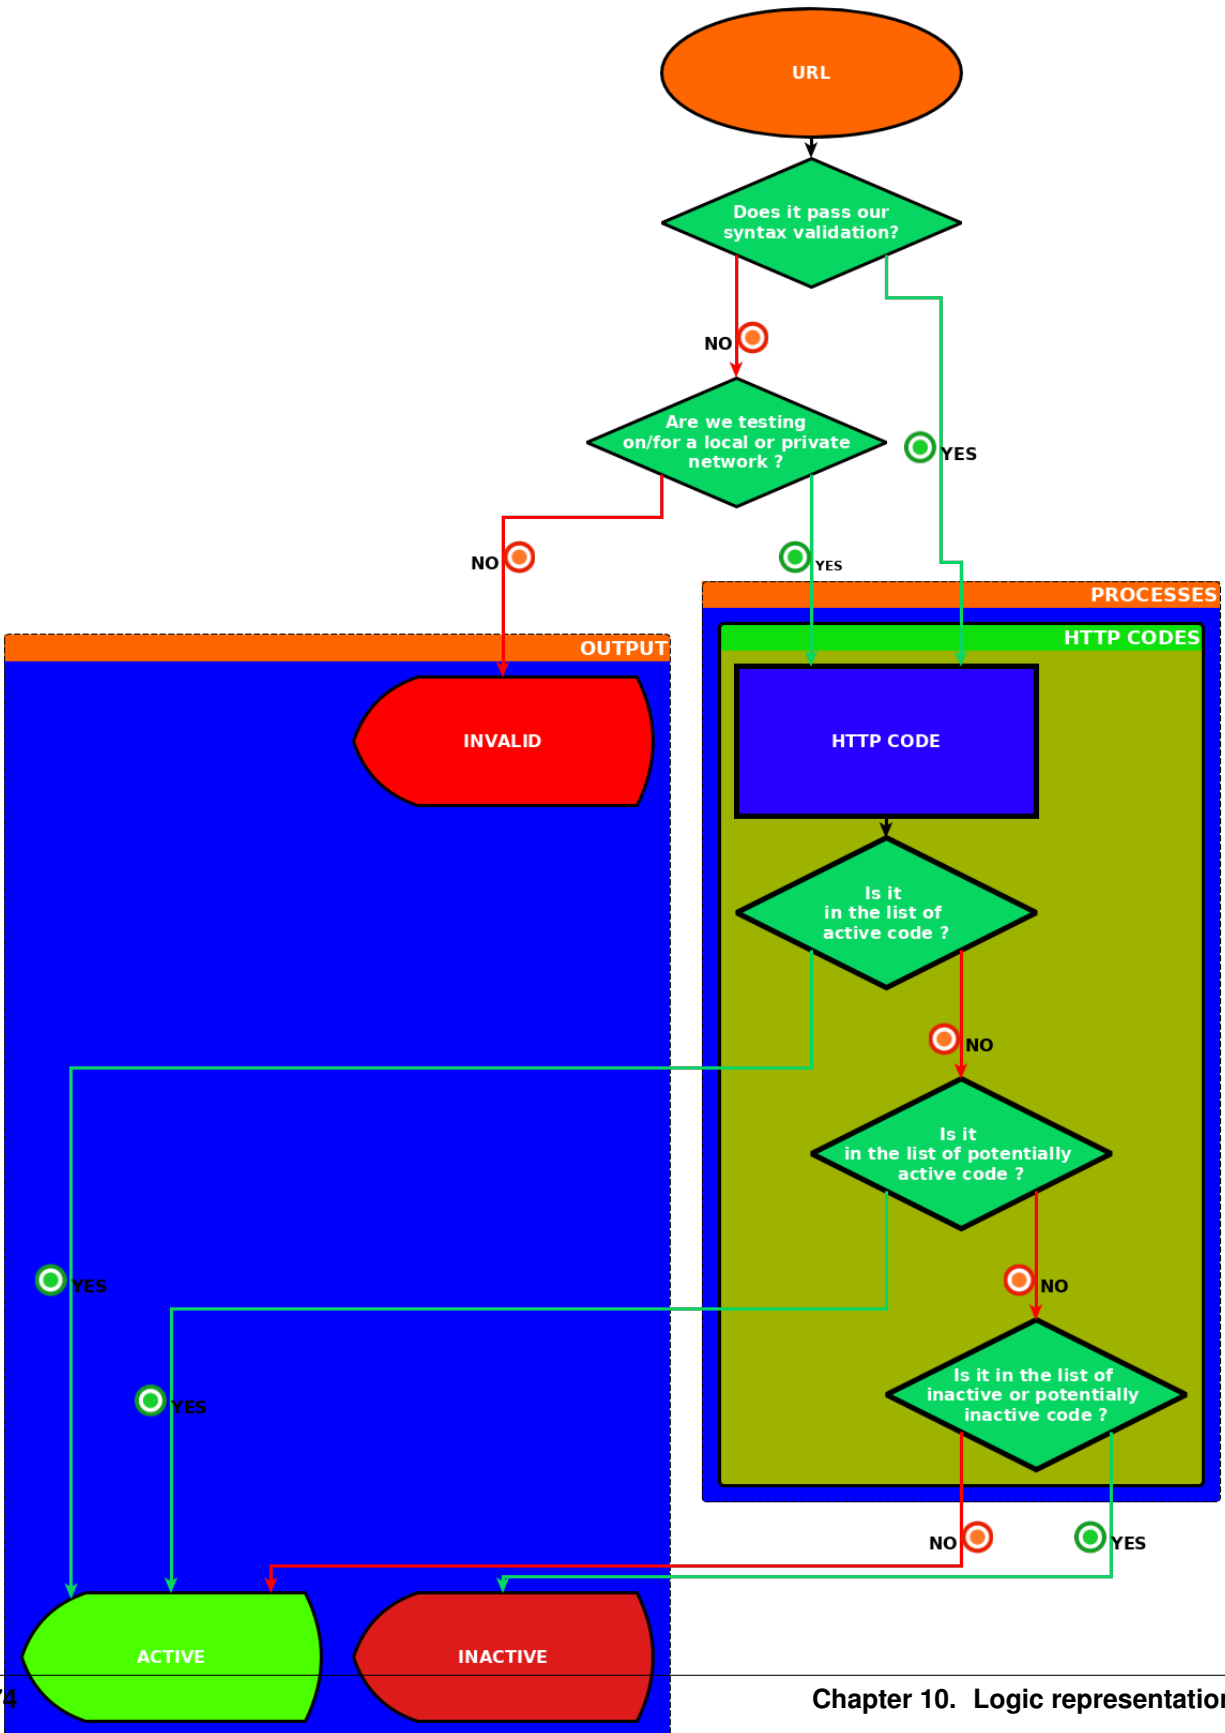 URL
Does it pass our
syntax validation?
NO
Are we testing
on/for a local or private
network ?
YES
NO
YES
PROCESSES
HTTP CODES
OUTPUT
INVALID
HTTP CODE
Is it
in the list of
active code ?
NO
Is it
in the list of potentially
active code ?
YES
NO
YES
Is it in the list of
inactive or potentially
inactive code ?
NO
YES
ACTIVE
INACTIVE
Chapter 10. Logic representation